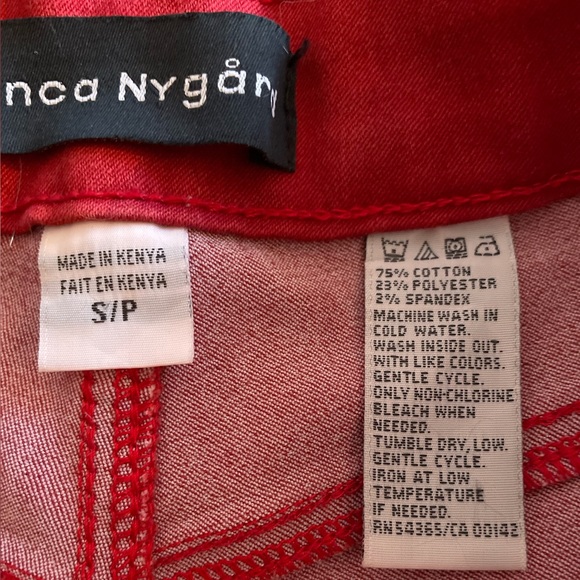 nca Nygår
MADE IN KENYA
FAIT EN KENYA
S/P
75% COTTON
23% POLYESTER
2% SPANDEX
MACHINE WASH IN
COLD WATER.
WASH INSIDE OUT.
WITH LIKE COLORS.
GENTLE CYCLE.
ONLY NON-CHLORINE
BLEACH WHEN
NEEDED.
TUMBLE DRY, LOW.
GENTLE CYCLE.
IRON AT LOW
TEMPERATURE
IF NEEDED.
RN 54365/CA 00142